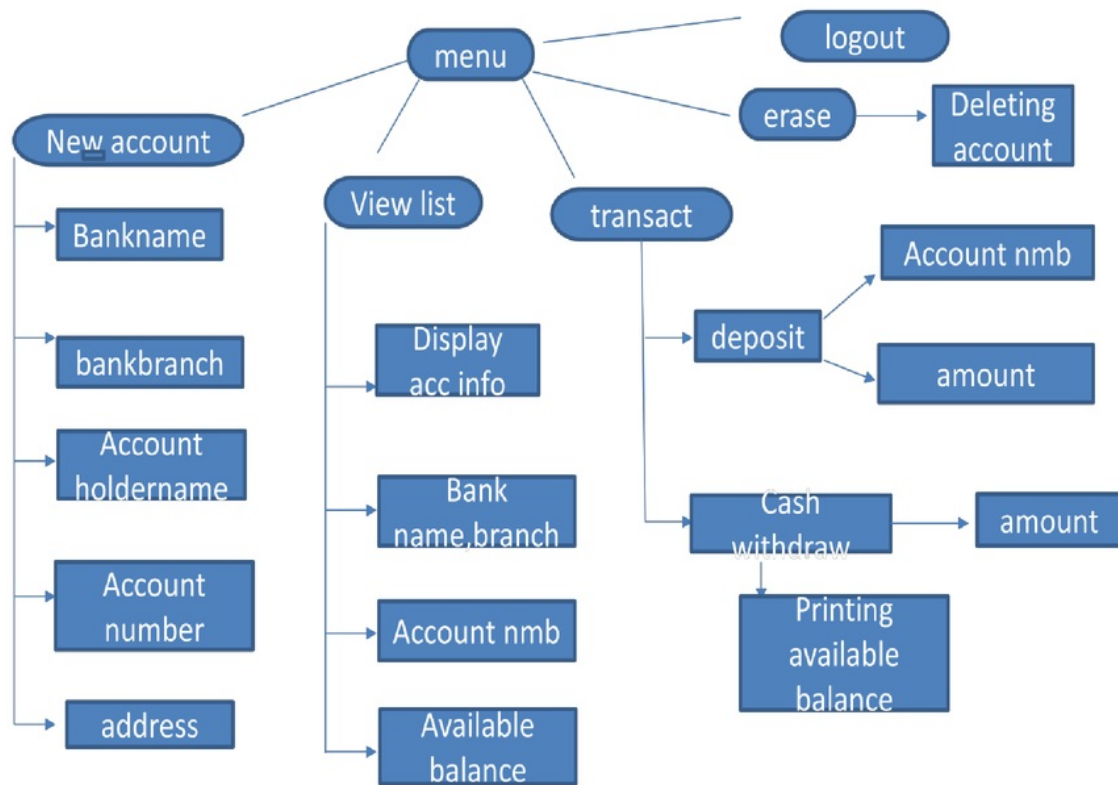 menu
logout
erase
Deleting
account
New account
Bankname
bankbranch
Account
holdername
Account
number
address
View list
Display
acc info
Bank
name,branch
Account nmb
Available
balance
transact
deposit
Account nmb
amount
Cash
withdraw
amount
Printing
available
balance